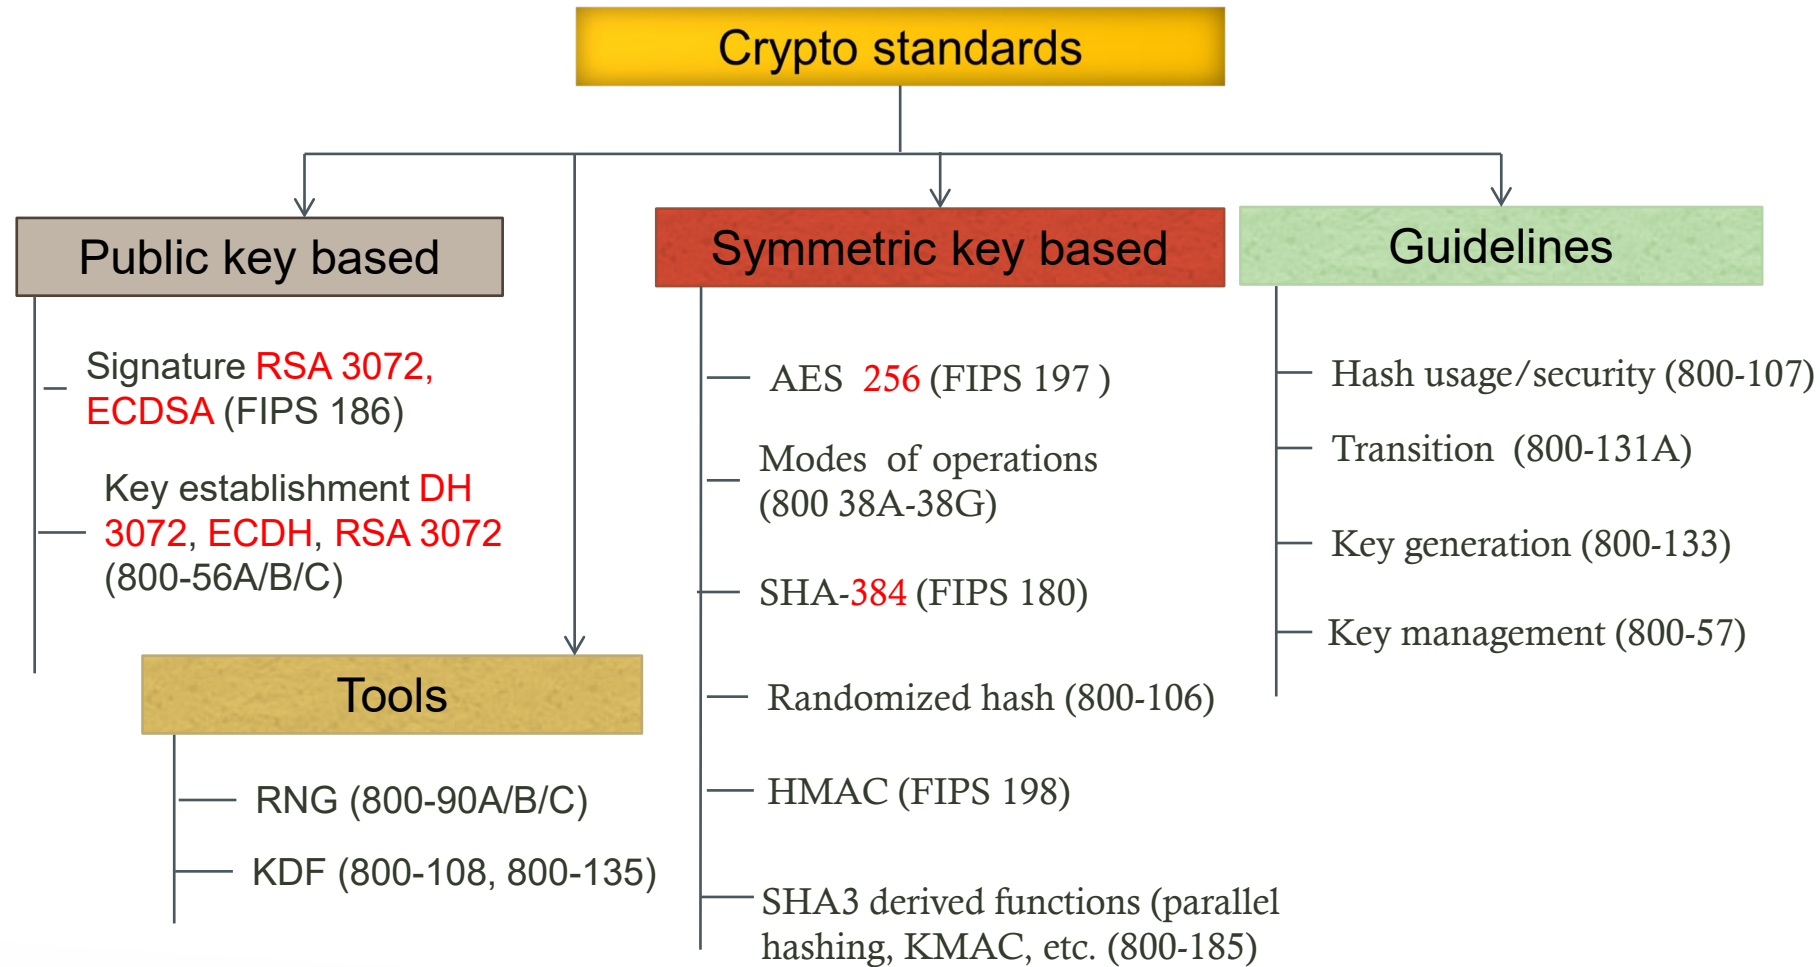 Crypto standards
Public key based
Signature RSA 3072,
ECDSA (FIPS 186)
Key establishment DH
3072, ECDH, RSA 3072
(800-56A/B/C)
Tools
RNG (800-90A/B/C)
KDF (800-108, 800-135)
Symmetric key based
AES 256 (FIPS 197 )
Modes of operations
(800 38A-38G)
SHA-384 (FIPS 180)
Randomized hash (800-106)
HMAC (FIPS 198)
SHA3 derived functions (parallel
hashing, KMAC, etc. (800-185)
Guidelines
Hash usage/security (800-107)
Transition (800-131A)
Key generation (800-133)
Key management (800-57)